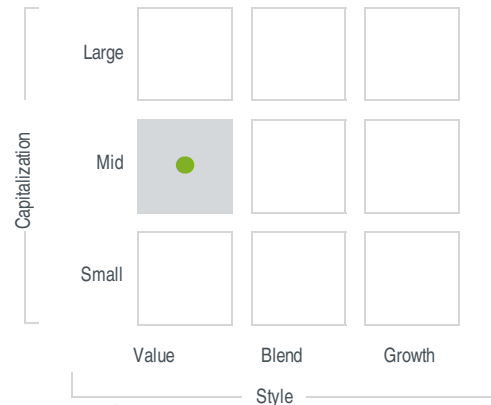 Large
Capitalization
Mid
Small
Value Blend Growth
Style